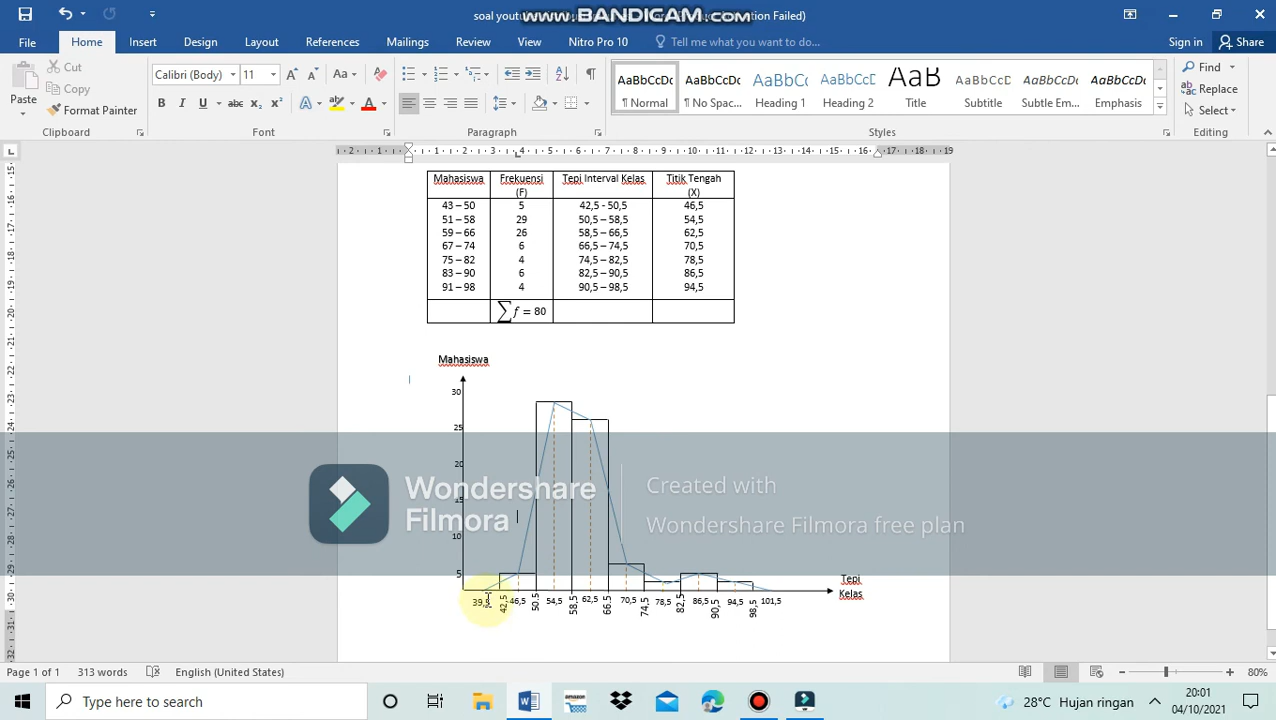 www.BANDICAM.com
soal youtu
tion Failed)
File Home Insert Design Layout References Mailings Review View Nitro Pro 10 Tell me what you want to do... Sign in Share
Paste
Cut
Copy
Format Painter
Calibri (Body) 11
AaBbCcDc ¶ Normal
AaBbCcDc ¶ No Spac...
AaBbCc Heading 1
AaBbCcD Heading 2
AaB Title
AaBbCcD Subtitle
AaBbCcDc Subtle Em...
AaBbCcDc Emphasis
Find
Replace
Select
Clipboard Font Paragraph Styles Editing
Mahasiswa Frekuensi (F) Tepi Interval Kelas Titik Tengah (X)
43 – 50 5 42,5 - 50,5 46,5
51 – 58 29 50,5 – 58,5 54,5
59 – 66 26 58,5 – 66,5 62,5
67 – 74 6 66,5 – 74,5 70,5
75 – 82 4 74,5 – 82,5 78,5
83 – 90 6 82,5 – 90,5 86,5
91 – 98 4 90,5 – 98,5 94,5
∑ f = 80
Mahasiswa
30
25
20
15
10
5
Wondershare
Filmora
Created with
Wondershare Filmora free plan
Tepi
Kelas
39,5 42,5 46,5 50.5 54,5 58,5 62,5 66.5 70,5 74,5 78,5 82,5 86,5 90,5 94,5 98,5 101,5
Page 1 of 1 313 words English (United States) 80%
Type here to search
28°C Hujan ringan
20:01
04/10/2021